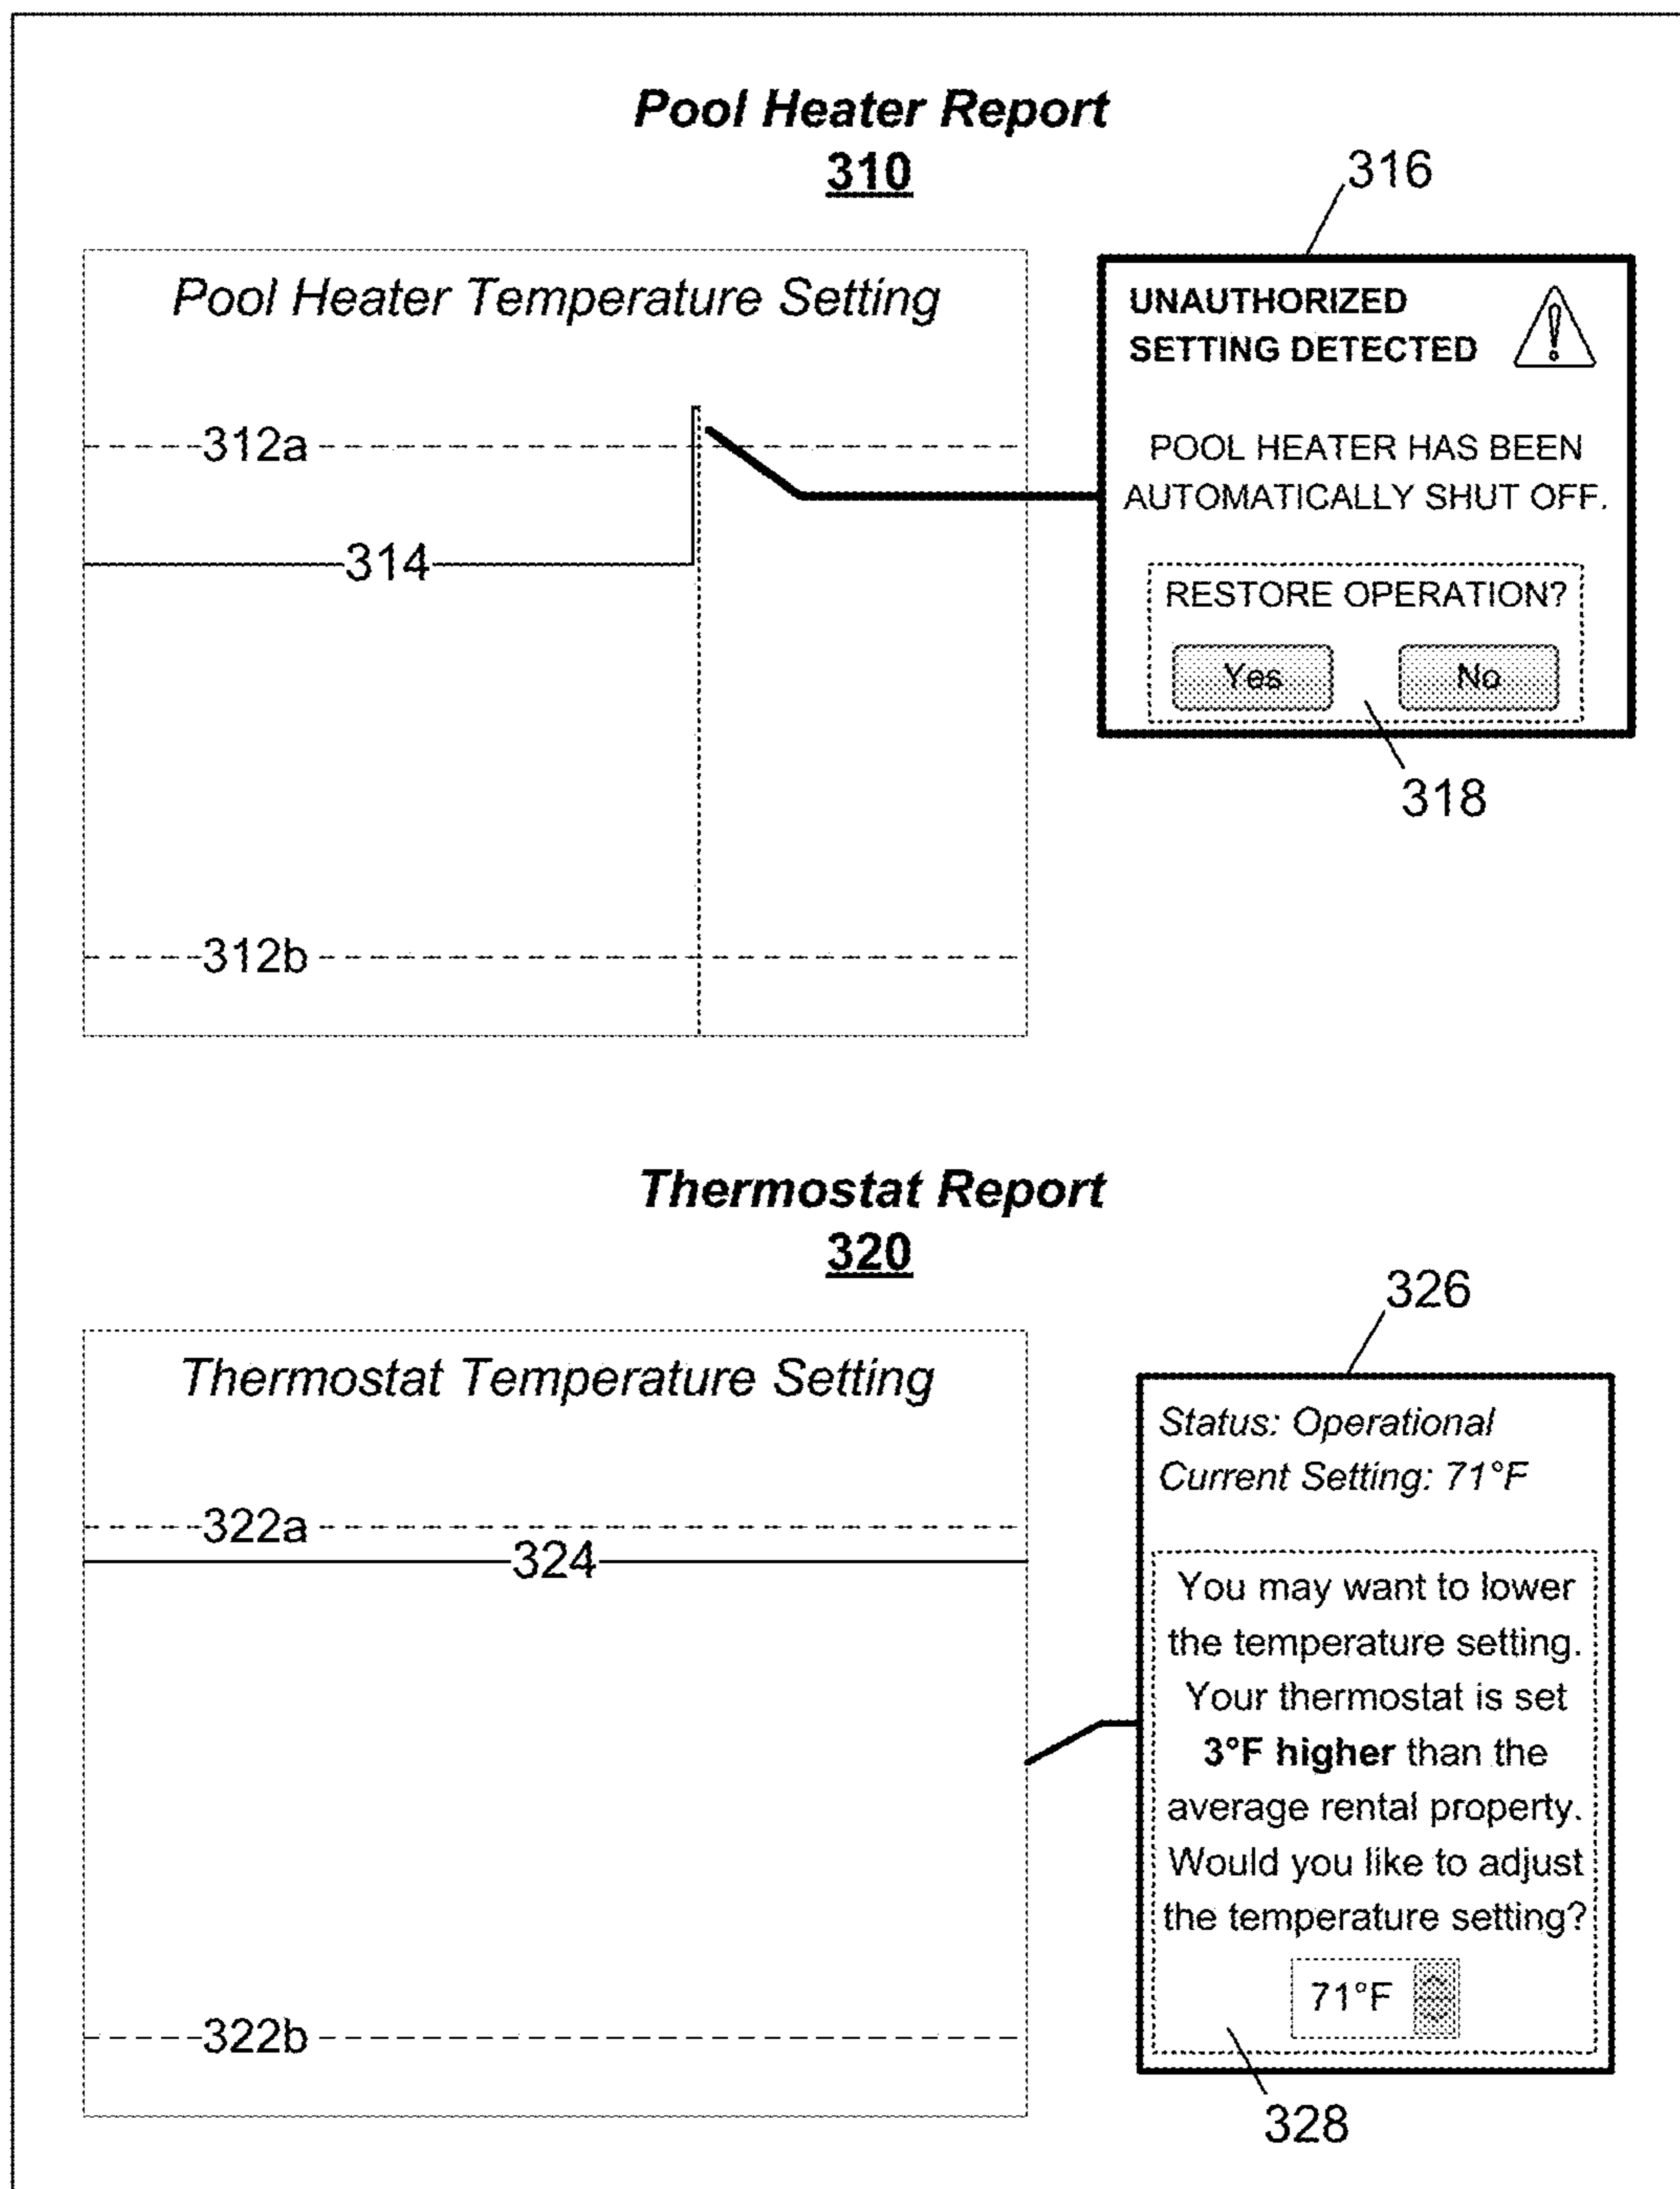 Pool Heater Report
310
316
Pool Heater Temperature Setting
312a
314
312b
UNAUTHORIZED
SETTING DETECTED
POOL HEATER HAS BEEN
AUTOMATICALLY SHUT OFF.
RESTORE OPERATION?
Yes No
318
Thermostat Report
320
326
Thermostat Temperature Setting
322a
324
322b
Status: Operational
Current Setting: 71°F
You may want to lower
the temperature setting.
Your thermostat is set
3°F higher than the
average rental property.
Would you like to adjust
the temperature setting?
71°F
328